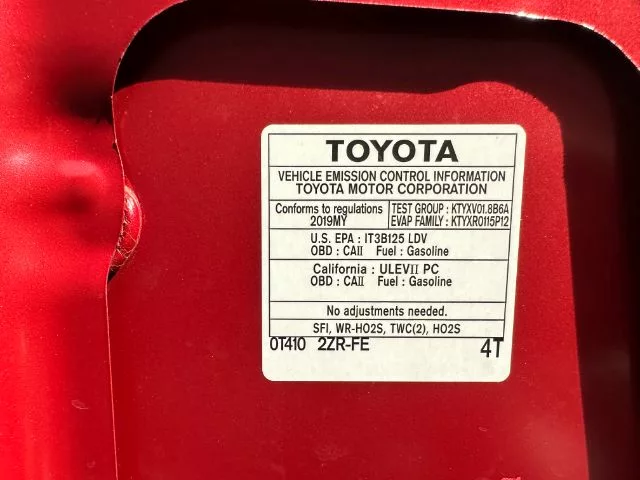 TOYOTA
VEHICLE EMISSION CONTROL INFORMATION
TOYOTA MOTOR CORPORATION
Conforms to regulations
2019MY
TEST GROUP : KTYXV01.8B6A
EVAP FAMILY : KTYXR0115P12
U.S. EPA : IT3B125 LDV
OBD : CAII Fuel : Gasoline
California : ULEVII PC
OBD : CAII Fuel : Gasoline
No adjustments needed.
SFI, WR-HO2S, TWC(2), HO2S
0T410 2ZR-FE 4T